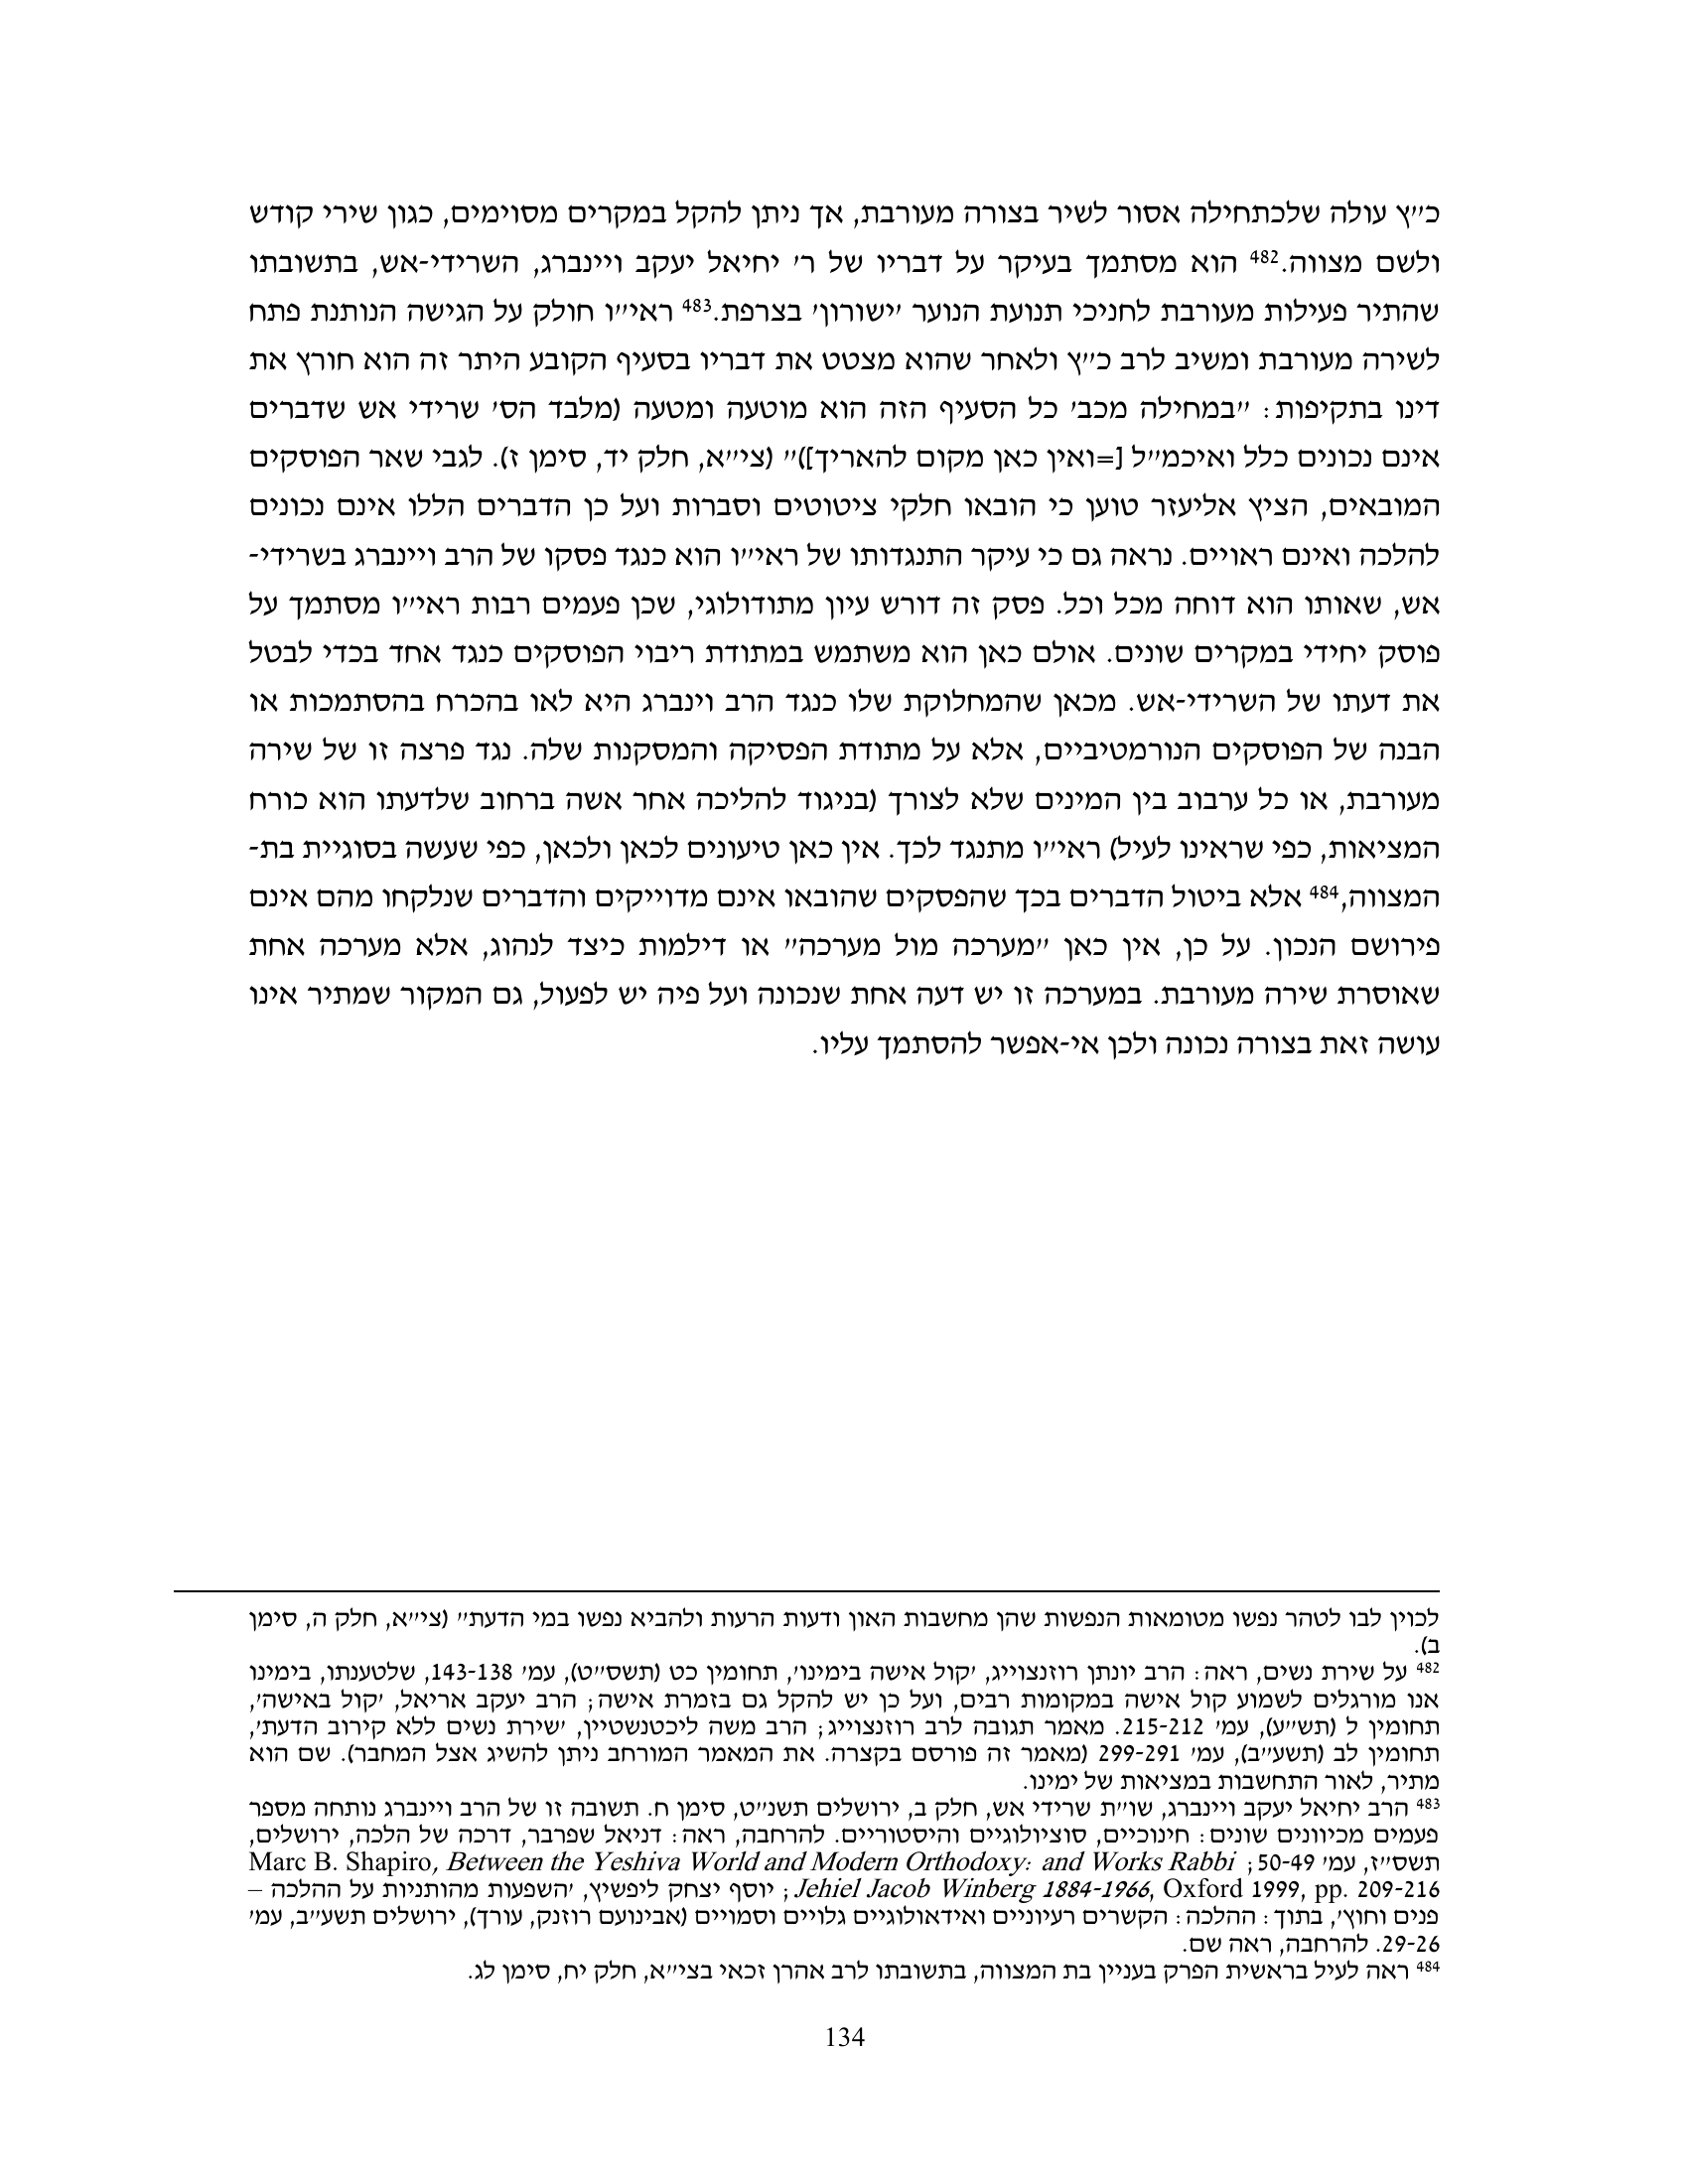 כ״ץ עולה שלכתחילה אסור לשיר בצורה מעורבת, אך ניתן להקל במקרים מסוימים, כגון שירי קודש
ולשם מצווה.482 הוא מסתמך בעיקר על דבריו של ר׳ יחיאל יעקב ויינברג, השרידי-אש, בתשובתו
שהתיר פעילות מעורבת לחניכי תנועת הנוער ׳ישורון׳ בצרפת.483 ראי״ו חולק על הגישה הנותנת פתח
לשירה מעורבת ומשיב לרב כ״ץ ולאחר שהוא מצטט את דבריו בסעיף הקובע היתר זה הוא חורץ את
דינו בתקיפות: ״במחילה מכב׳ כל הסעיף הזה הוא מוטעה ומטעה (מלבד הס׳ שרידי אש שדברים
אינם נכונים כלל ואיכמ״ל [=ואין כאן מקום להאריך])״ (צי״א, חלק יד, סימן ז). לגבי שאר הפוסקים
המובאים, הציץ אליעזר טוען כי הובאו חלקי ציטוטים וסברות ועל כן הדברים הללו אינם נכונים
להלכה ואינם ראויים. נראה גם כי עיקר התנגדותו של ראי״ו הוא כנגד פסקו של הרב ויינברג בשרידי-
אש, שאותו הוא דוחה מכל וכל. פסק זה דורש עיון מתודולוגי, שכן פעמים רבות ראי״ו מסתמך על
פוסק יחידי במקרים שונים. אולם כאן הוא משתמש במתודת ריבוי הפוסקים כנגד אחד בכדי לבטל
את דעתו של השרידי-אש. מכאן שהמחלוקת שלו כנגד הרב וינברג היא לאו בהכרח בהסתמכות או
הבנה של הפוסקים הנורמטיביים, אלא על מתודת הפסיקה והמסקנות שלה. נגד פרצה זו של שירה
מעורבת, או כל ערבוב בין המינים שלא לצורך (בניגוד להליכה אחר אשה ברחוב שלדעתו הוא כורח
המציאות, כפי שראינו לעיל) ראי״ו מתנגד לכך. אין כאן טיעונים לכאן ולכאן, כפי שעשה בסוגיית בת-
המצווה,484 אלא ביטול הדברים בכך שהפסקים שהובאו אינם מדוייקים והדברים שנלקחו מהם אינם
פירושם הנכון. על כן, אין כאן ״מערכה מול מערכה״ או דילמות כיצד לנהוג, אלא מערכה אחת
שאוסרת שירה מעורבת. במערכה זו יש דעה אחת שנכונה ועל פיה יש לפעול, גם המקור שמתיר אינו
עושה זאת בצורה נכונה ולכן אי-אפשר להסתמך עליו.
לכוין לבו לטהר נפשו מטומאות הנפשות שהן מחשבות האון ודעות הרעות ולהביא נפשו במי הדעת״ (צי״א, חלק ה, סימן
ב).
482 על שירת נשים, ראה: הרב יונתן רוזנצוייג, ׳קול אישה בימינו׳, תחומין כט (תשס״ט), עמ׳ 143-138, שלטענתו, בימינו
אנו מורגלים לשמוע קול אישה במקומות רבים, ועל כן יש להקל גם בזמרת אישה; הרב יעקב אריאל, ׳קול באישה׳,
תחומין ל (תש״ע), עמ׳ 215-212. מאמר תגובה לרב רוזנצוייג; הרב משה ליכטנשטיין, ׳שירת נשים ללא קירוב הדעת׳,
תחומין לב (תשע״ב), עמ׳ 299-291 (מאמר זה פורסם בקצרה. את המאמר המורחב ניתן להשיג אצל המחבר). שם הוא
מתיר, לאור התחשבות במציאות של ימינו.
483 הרב יחיאל יעקב ויינברג, שו״ת שרידי אש, חלק ב, ירושלים תשנ״ט, סימן ח. תשובה זו של הרב ויינברג נותחה מספר
פעמים מכיוונים שונים: חינוכיים, סוציולוגיים והיסטוריים. להרחבה, ראה: דניאל שפרבר, דרכה של הלכה, ירושלים,
תשס״ז, עמ׳ 50-49; Marc B. Shapiro, Between the Yeshiva World and Modern Orthodoxy: and Works Rabbi
Jehiel Jacob Winberg 1884-1966, Oxford 1999, pp. 209-216; יוסף יצחק ליפשיץ, ׳השפעות מהותניות על ההלכה –
פנים וחוץ׳, בתוך: ההלכה: הקשרים רעיוניים ואידאולוגיים גלויים וסמויים (אבינועם רוזנק, עורך), ירושלים תשע״ב, עמ׳
29-26. להרחבה, ראה שם.
484 ראה לעיל בראשית הפרק בעניין בת המצווה, בתשובתו לרב אהרן זכאי בצי״א, חלק יח, סימן לג.
134